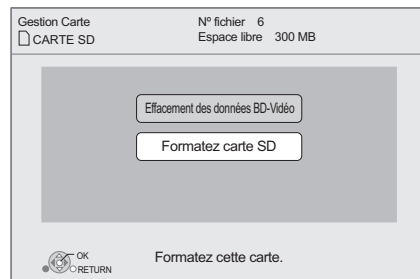 Gestion Carte
Nº fichier 6
CARTE SD
Espace libre 300 MB
Effacement des données BD-Vidéo
Formatez carte SD
OK
RETURN
Formatez cette carte.